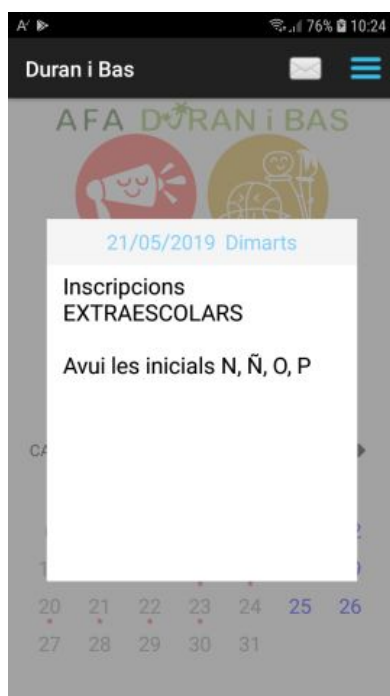 76% 10:24
Duran i Bas
AFA DURAN i BAS
21/05/2019 Dimarts
Inscripcions
EXTRAESCOLARS
Avui les inicials N, Ñ, O, P
20 21 22 23 24 25 26
27 28 29 30 31